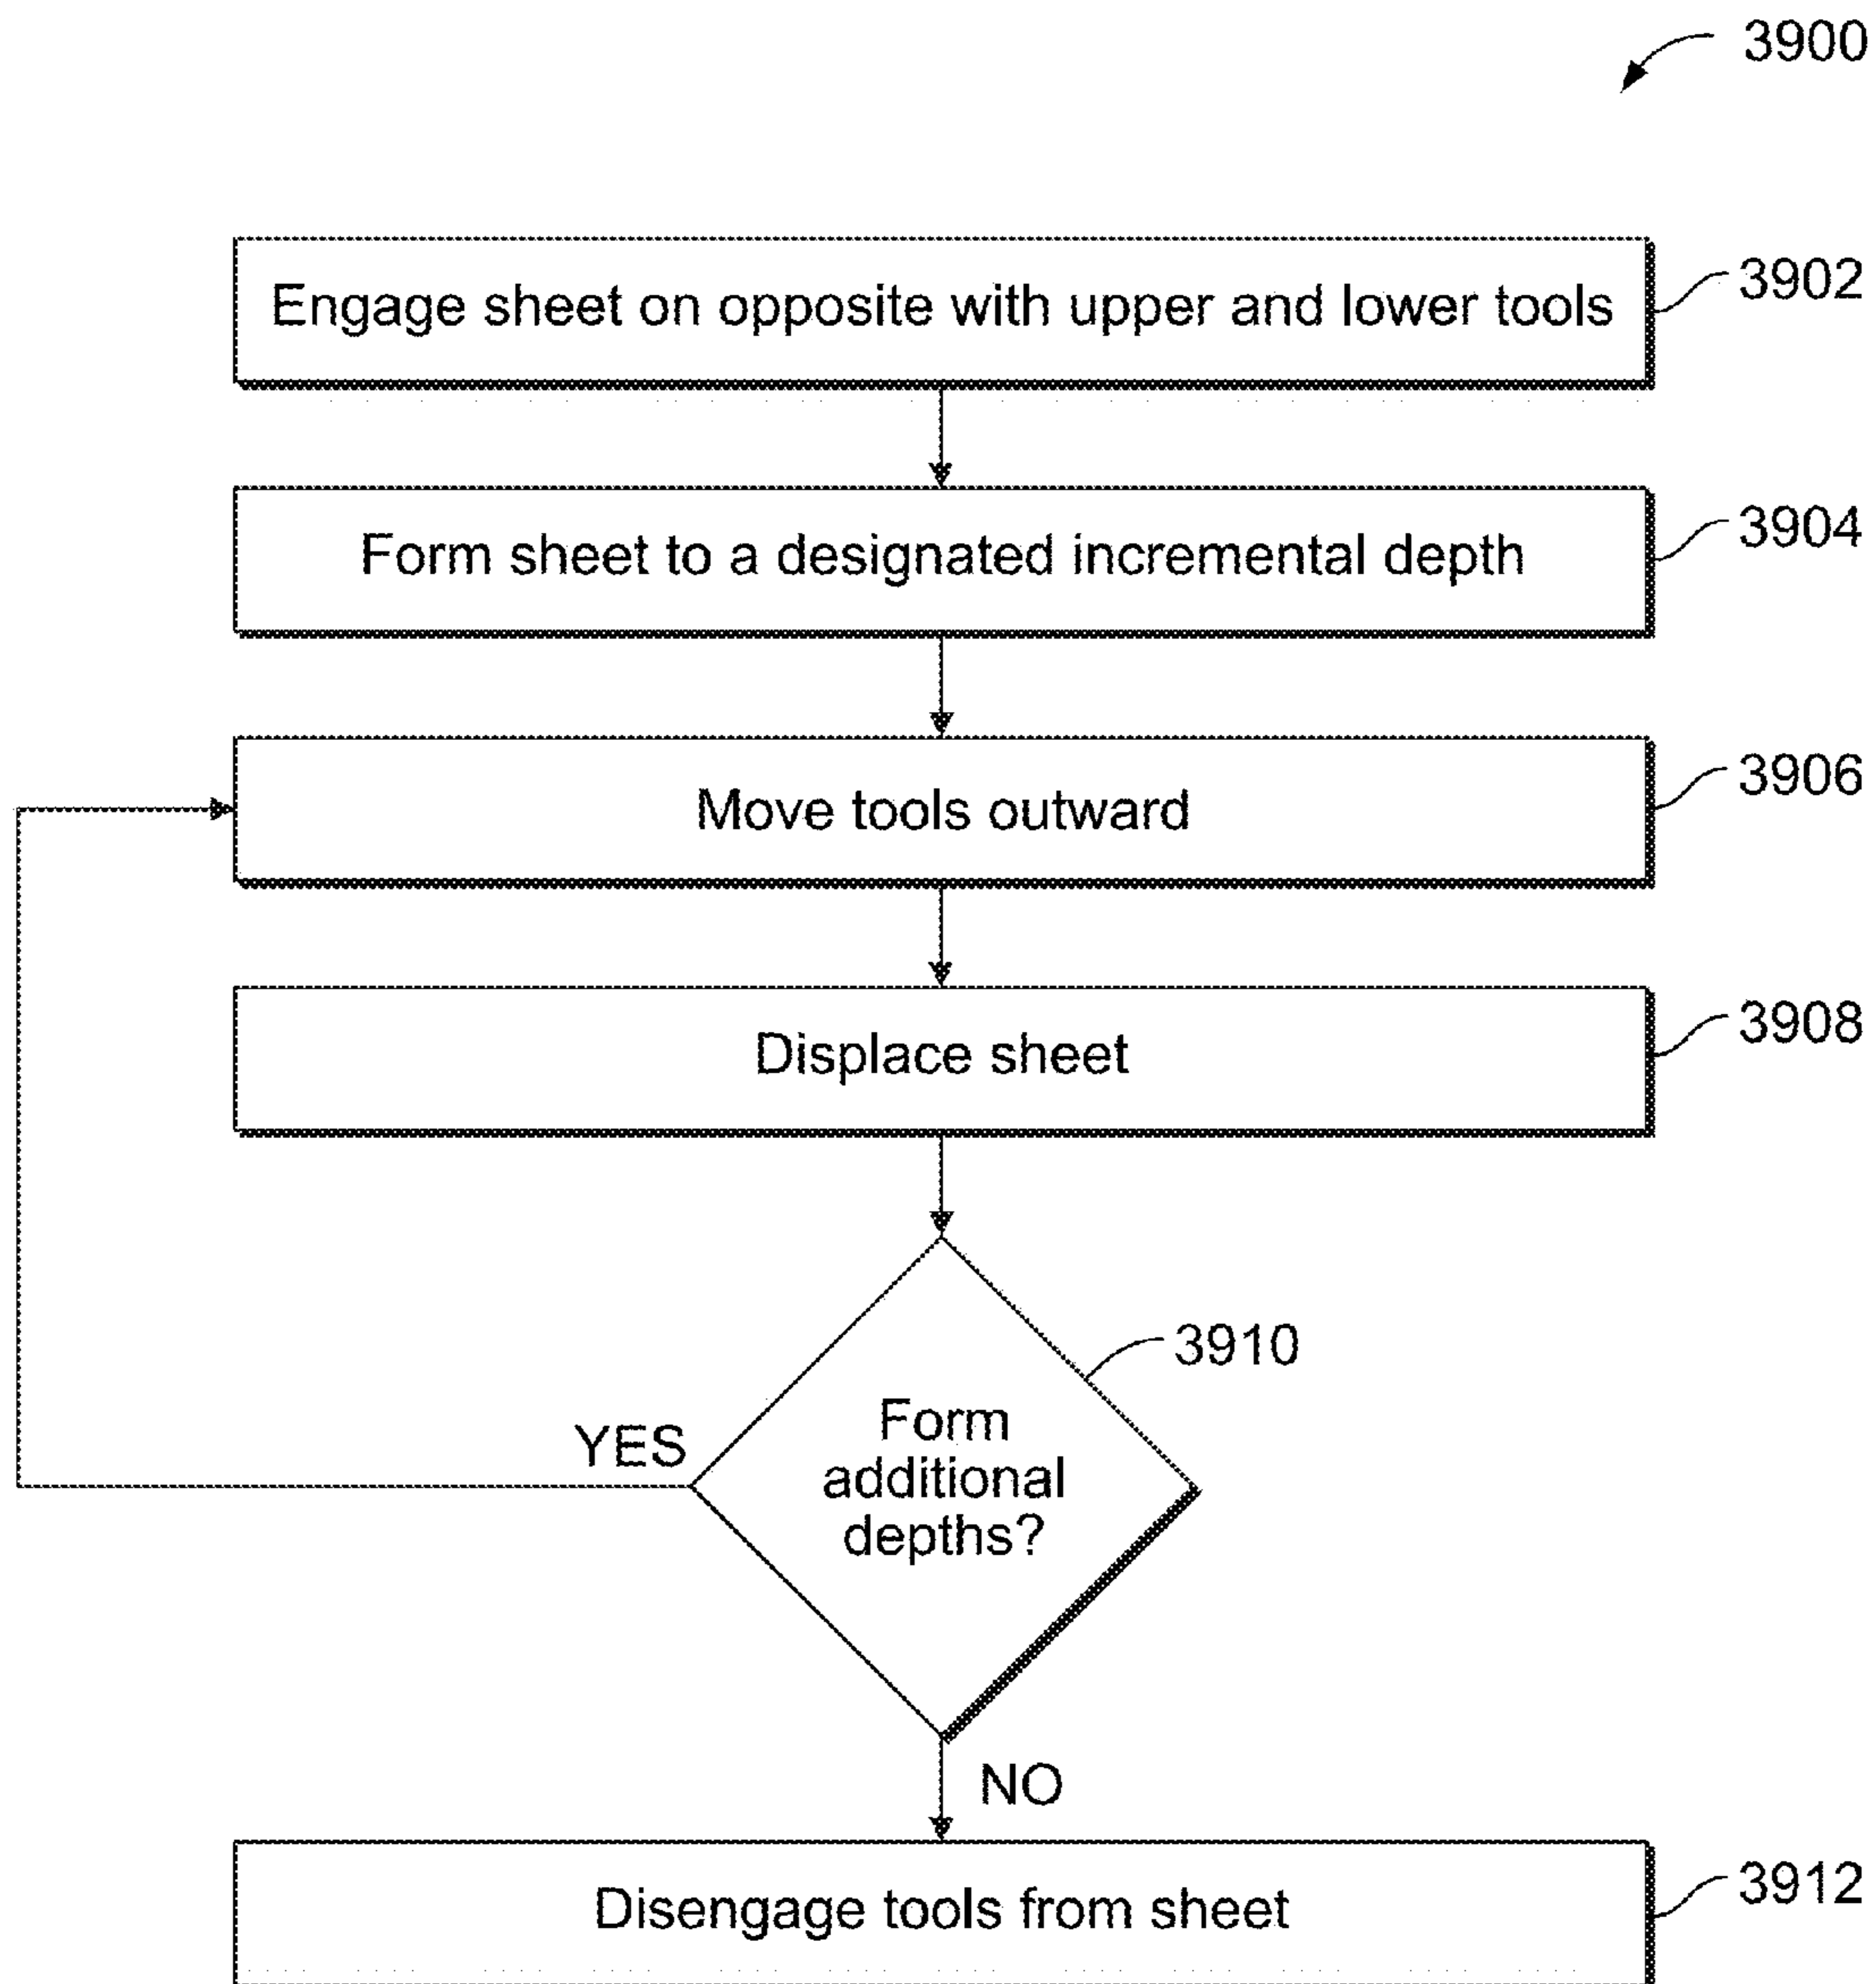 3900
Engage sheet on opposite with upper and lower tools
3902
Form sheet to a designated incremental depth
3904
Move tools outward
3906
Displace sheet
3908
3910
Form
additional
depths?
YES
NO
Disengage tools from sheet
3912